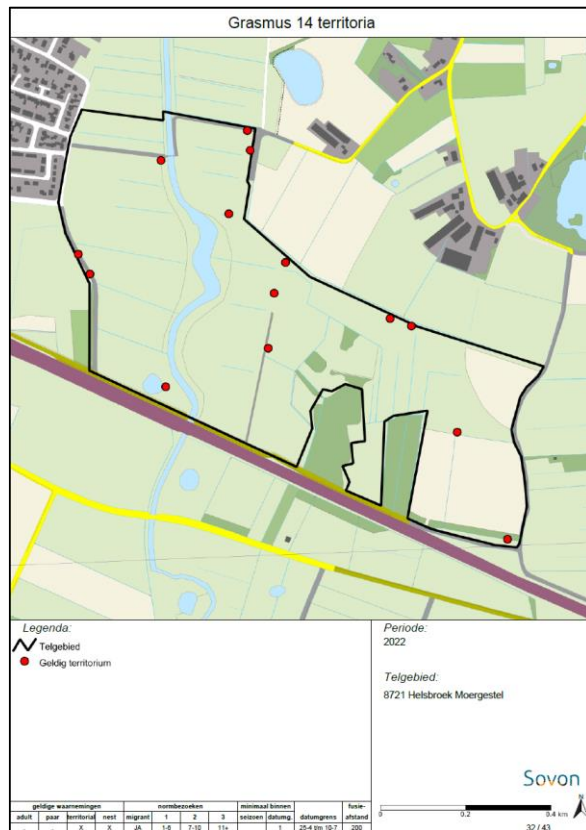 Grasmus 14 territoria
Legenda:
Telgebied
Geldig territorium
Periode:
2022
Telgebied:
8721 Helsbroek Moergestel
Sovon
0 0.2 0.4 km
N
geldige waarnemingen normbezoeken minimaal binnen fusie-
adult paar territoriaal nest migrant 1 2 3 seizoen datumg. datumgrens afstand
. . X X JA 1-6 7-10 11+ 1 25-4 t/m 10-7 200
32 / 43